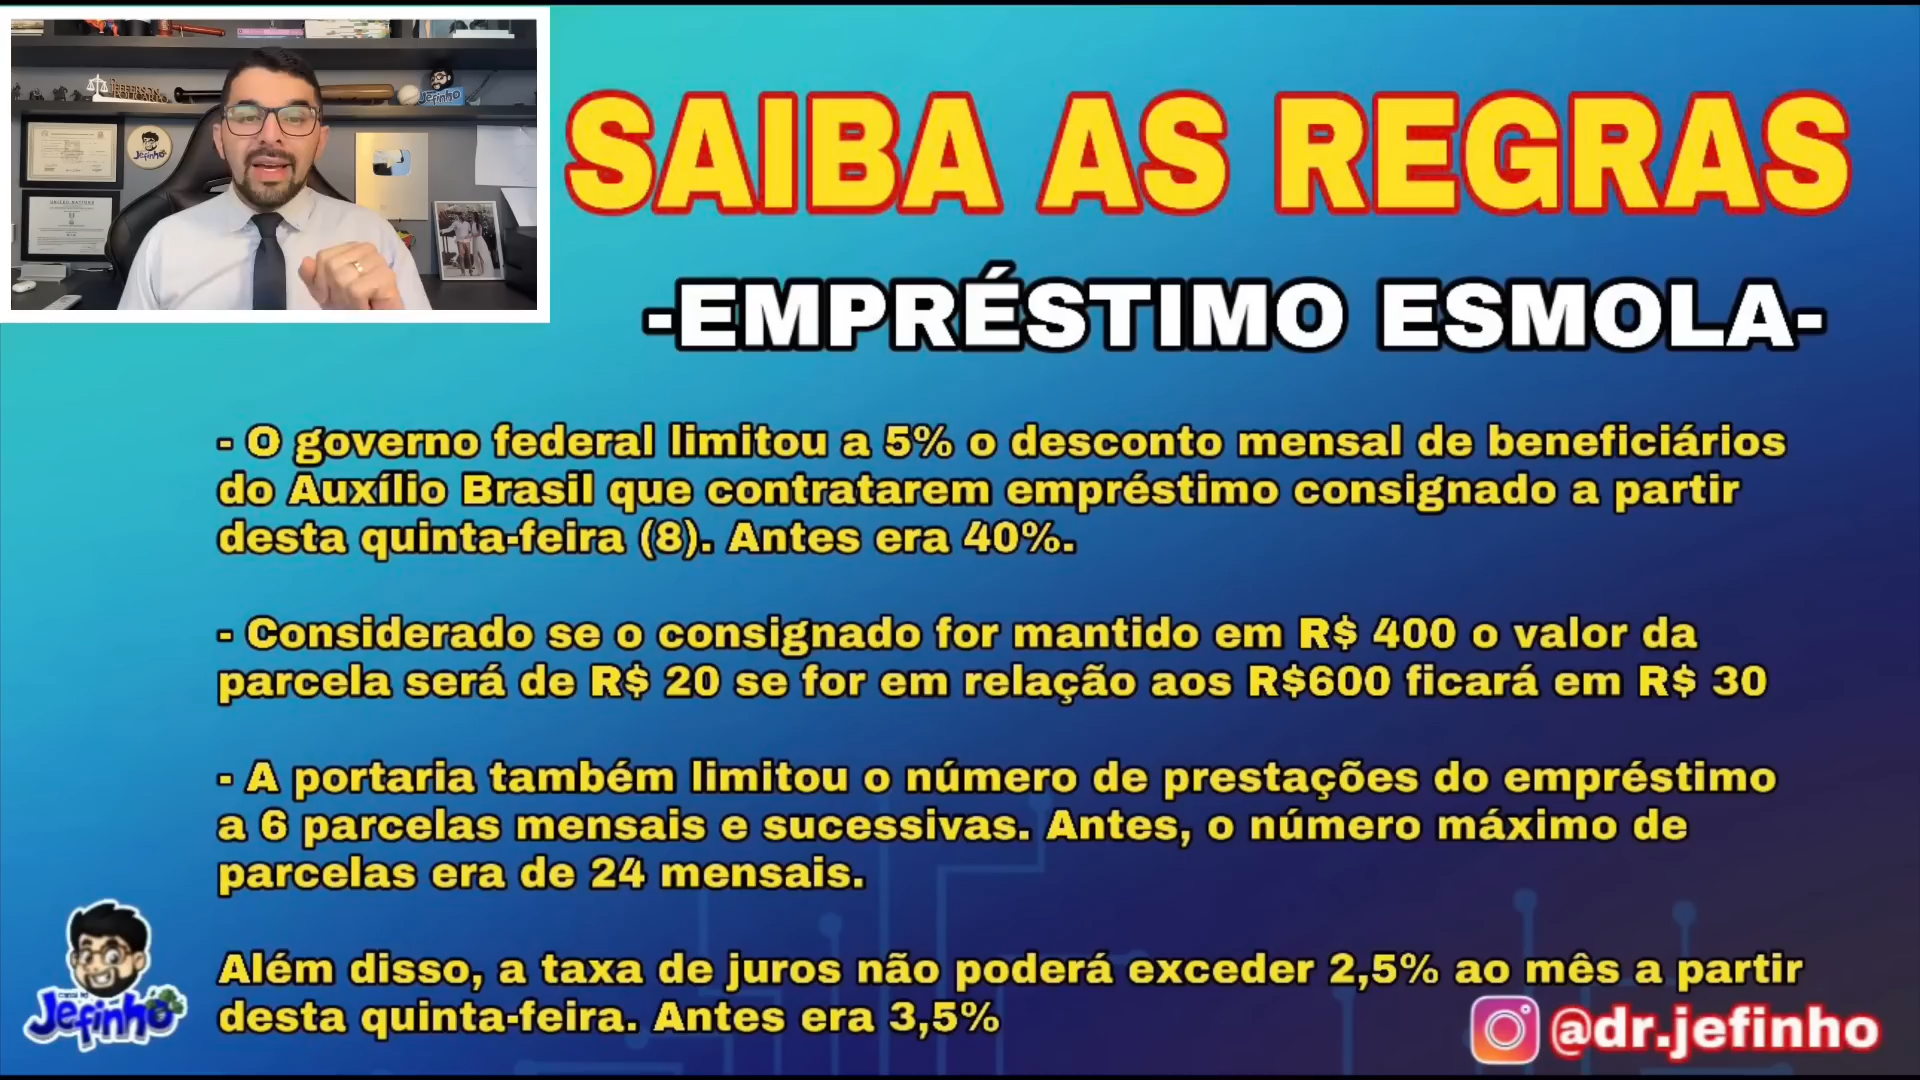 SAIBA AS REGRAS
-EMPRÉSTIMO ESMOLA-
- O governo federal limitou a 5% o desconto mensal de beneficiários
do Auxílio Brasil que contratarem empréstimo consignado a partir
desta quinta-feira (8). Antes era 40%.
- Considerado se o consignado for mantido em R$ 400 o valor da
parcela será de R$ 20 se for em relação aos R$600 ficará em R$ 30
- A portaria também limitou o número de prestações do empréstimo
a 6 parcelas mensais e sucessivas. Antes, o número máximo de
parcelas era de 24 mensais.
Além disso, a taxa de juros não poderá exceder 2,5% ao mês a partir
desta quinta-feira. Antes era 3,5%
Jefinho
@dr.jefinho
Jefinho
Jefinho